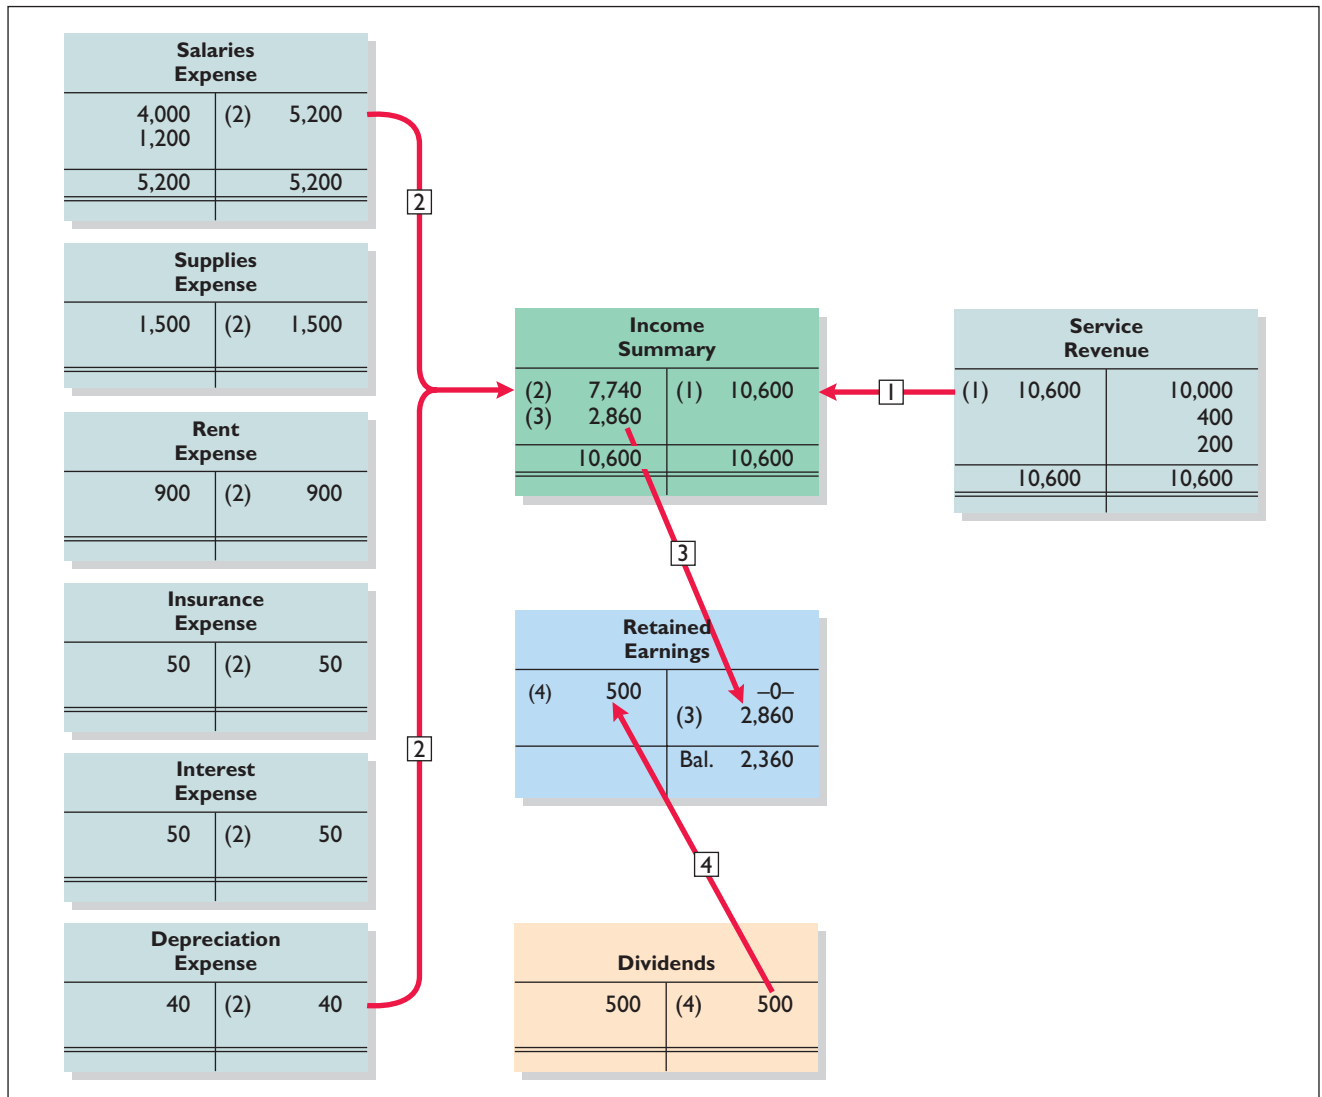 Salaries
Expense
4,000 (2) 5,200
1,200
5,200 5,200
2
Supplies
Expense
1,500 (2) 1,500
Rent
Expense
900 (2) 900
Insurance
Expense
50 (2) 50
2
Interest
Expense
50 (2) 50
Depreciation
Expense
40 (2) 40
Income
Summary
(2) 7,740 (1) 10,600
(3) 2,860
10,600 10,600
1
Service
Revenue
(1) 10,600 10,000
400
200
10,600 10,600
3
Retained
Earnings
(4) 500 –0–
(3) 2,860
Bal. 2,360
4
Dividends
500 (4) 500